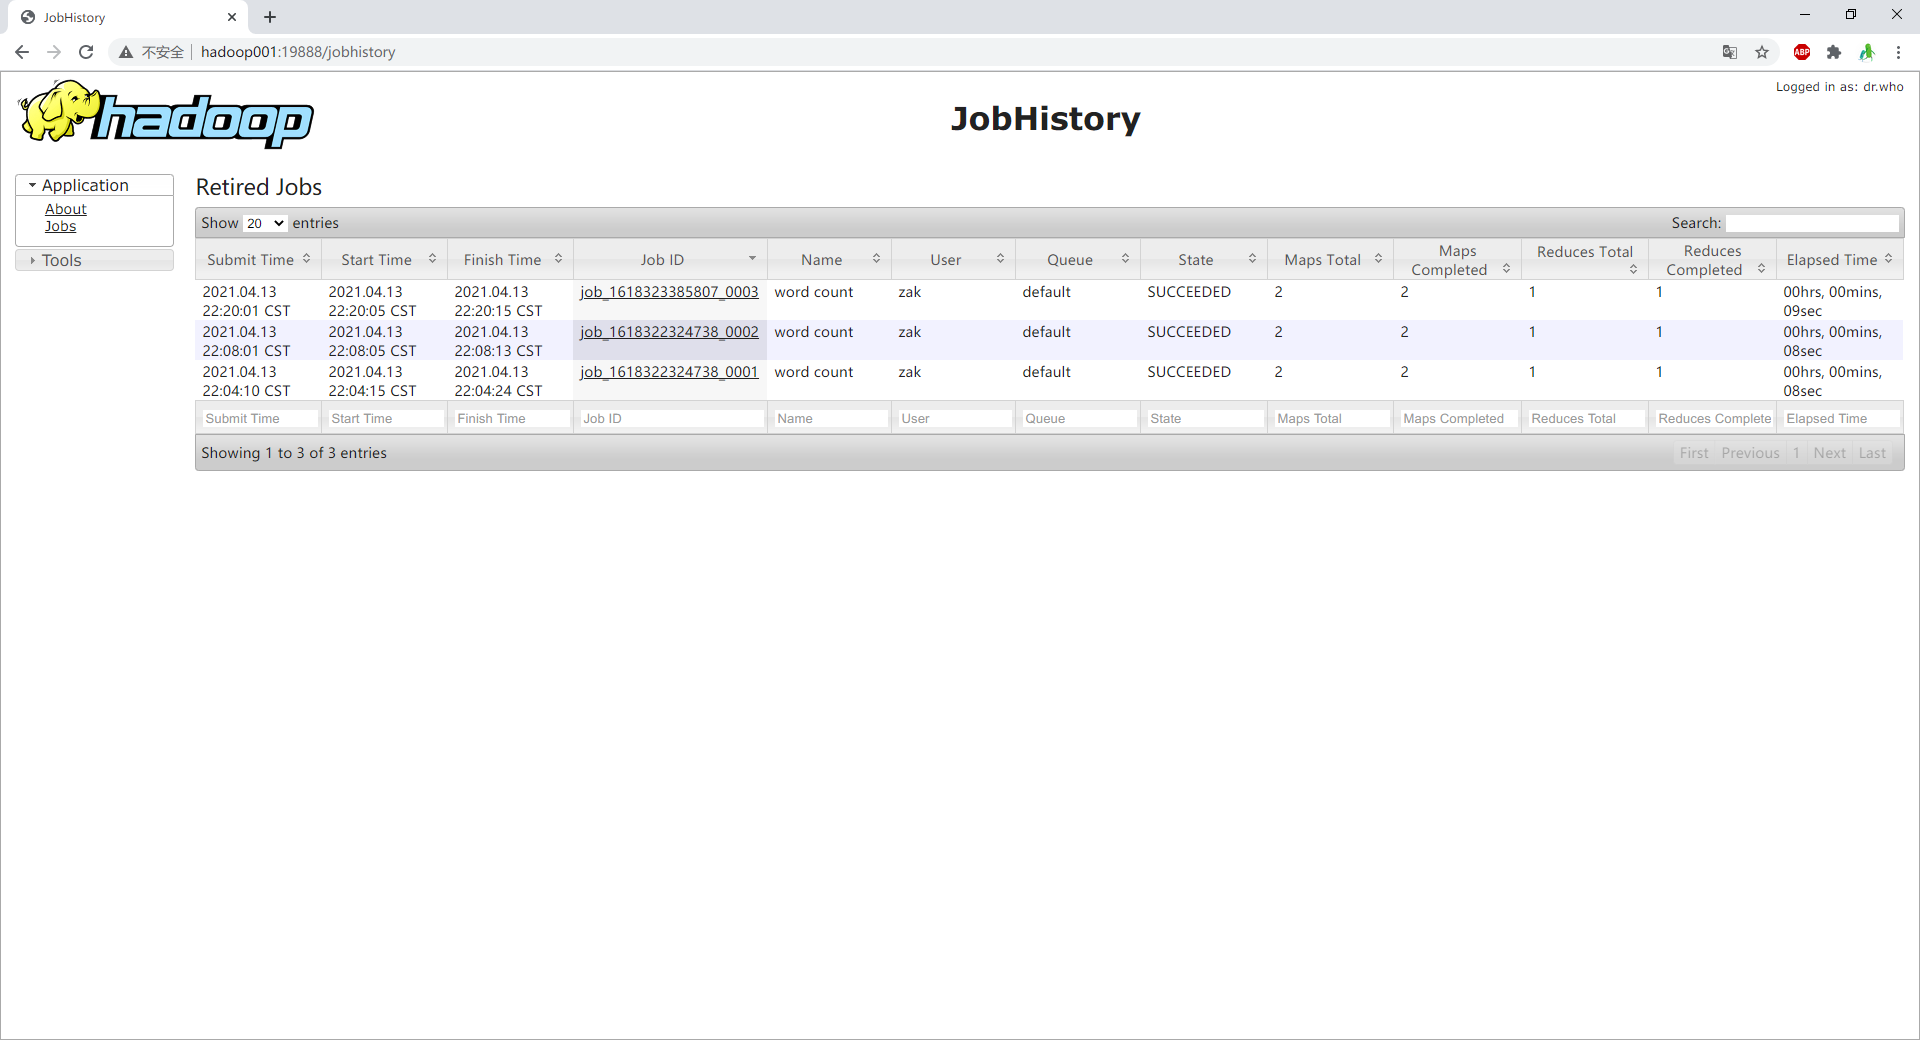 JobHistory
不安全 hadoop001:19888/jobhistory
ABP
hadoop
JobHistory
Logged in as: dr.who
Application
About
Jobs
Tools
Retired Jobs
Show 20 entries
Search:
Submit Time Start Time Finish Time Job ID Name User Queue State Maps Total Maps Completed Reduces Total Reduces Completed Elapsed Time
2021.04.13 2021.04.13 2021.04.13 job_1618323385807_0003 word count zak default SUCCEEDED 2 2 1 1 00hrs, 00mins,
22:20:01 CST 22:20:05 CST 22:20:15 CST 09sec
2021.04.13 2021.04.13 2021.04.13 job_1618322324738_0002 word count zak default SUCCEEDED 2 2 1 1 00hrs, 00mins,
22:08:01 CST 22:08:05 CST 22:08:13 CST 08sec
2021.04.13 2021.04.13 2021.04.13 job_1618322324738_0001 word count zak default SUCCEEDED 2 2 1 1 00hrs, 00mins,
22:04:10 CST 22:04:15 CST 22:04:24 CST 08sec
Submit Time Start Time Finish Time Job ID Name User Queue State Maps Total Maps Completed Reduces Total Reduces Complete Elapsed Time
Showing 1 to 3 of 3 entries
First Previous 1 Next Last